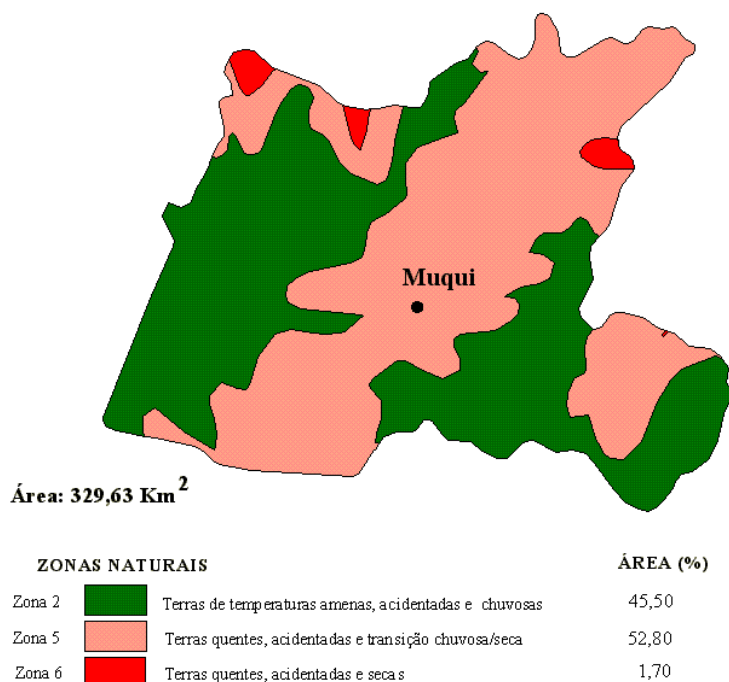 Muqui
Área: 329,63 Km²
ZONAS NATURAIS ÁREA (%)
Zona 2 Terras de temperaturas amenas, acidentadas e chuvosas 45,50
Zona 5 Terras quentes, acidentadas e transição chuvosa/seca 52,80
Zona 6 Terras quentes, acidentadas e secas 1,70